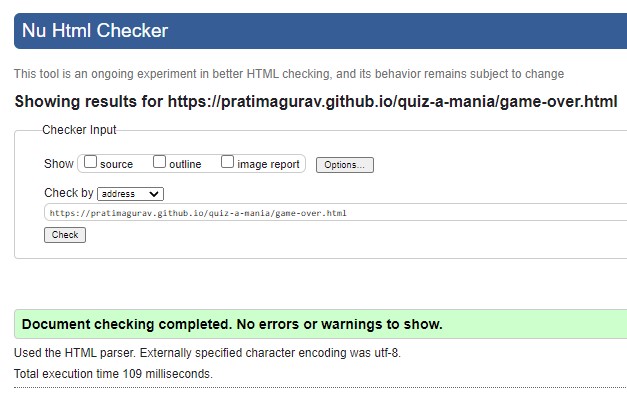 Nu Html Checker
This tool is an ongoing experiment in better HTML checking, and its behavior remains subject to change
Showing results for https://pratimagurav.github.io/quiz-a-mania/game-over.html
Checker Input
Show source outline image report Options...
Check by address
https://pratimagurav.github.io/quiz-a-mania/game-over.html
Check
Document checking completed. No errors or warnings to show.
Used the HTML parser. Externally specified character encoding was utf-8.
Total execution time 109 milliseconds.